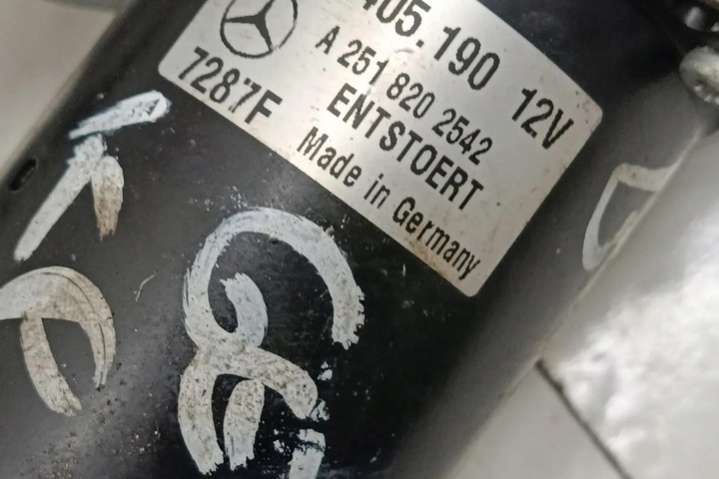 405.190 12V
A 251 820 2542
7287F ENTSTOERT
Made in Germany